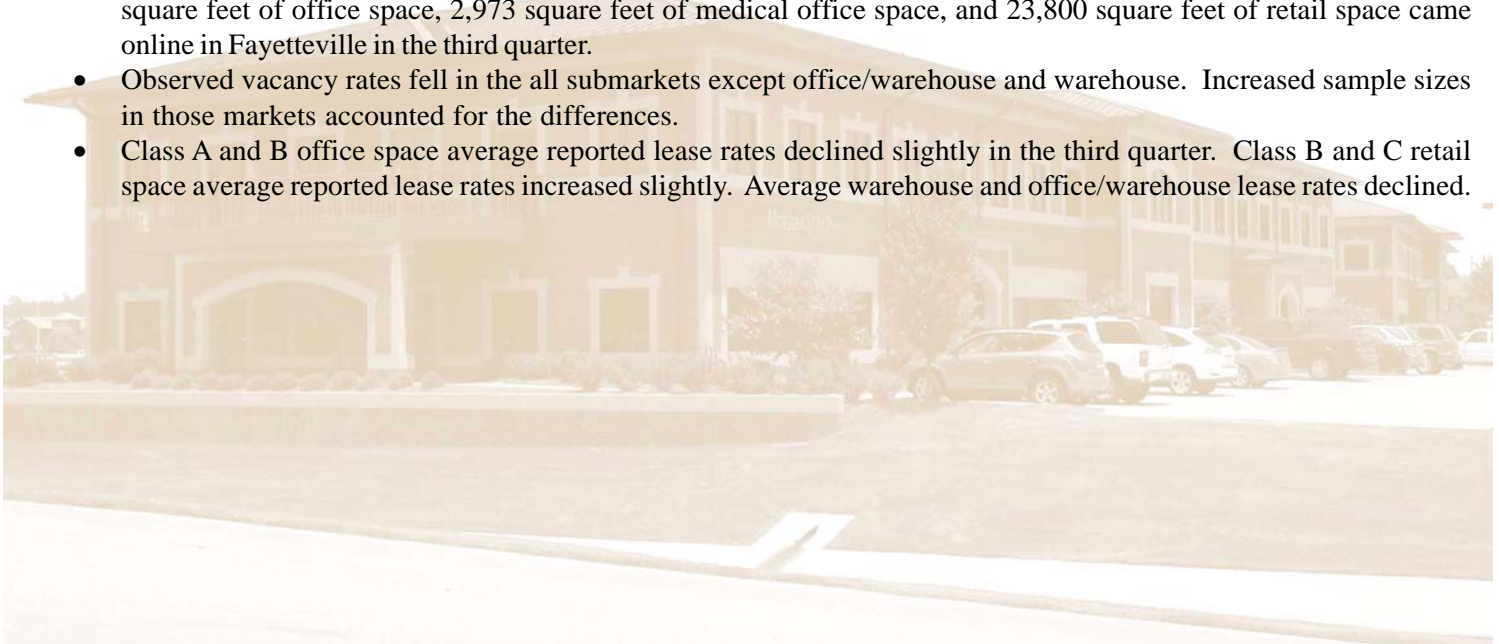 square feet of office space, 2,973 square feet of medical office space, and 23,800 square feet of retail space came
online in Fayetteville in the third quarter.
• Observed vacancy rates fell in the all submarkets except office/warehouse and warehouse. Increased sample sizes
in those markets accounted for the differences.
• Class A and B office space average reported lease rates declined slightly in the third quarter. Class B and C retail
space average reported lease rates increased slightly. Average warehouse and office/warehouse lease rates declined.